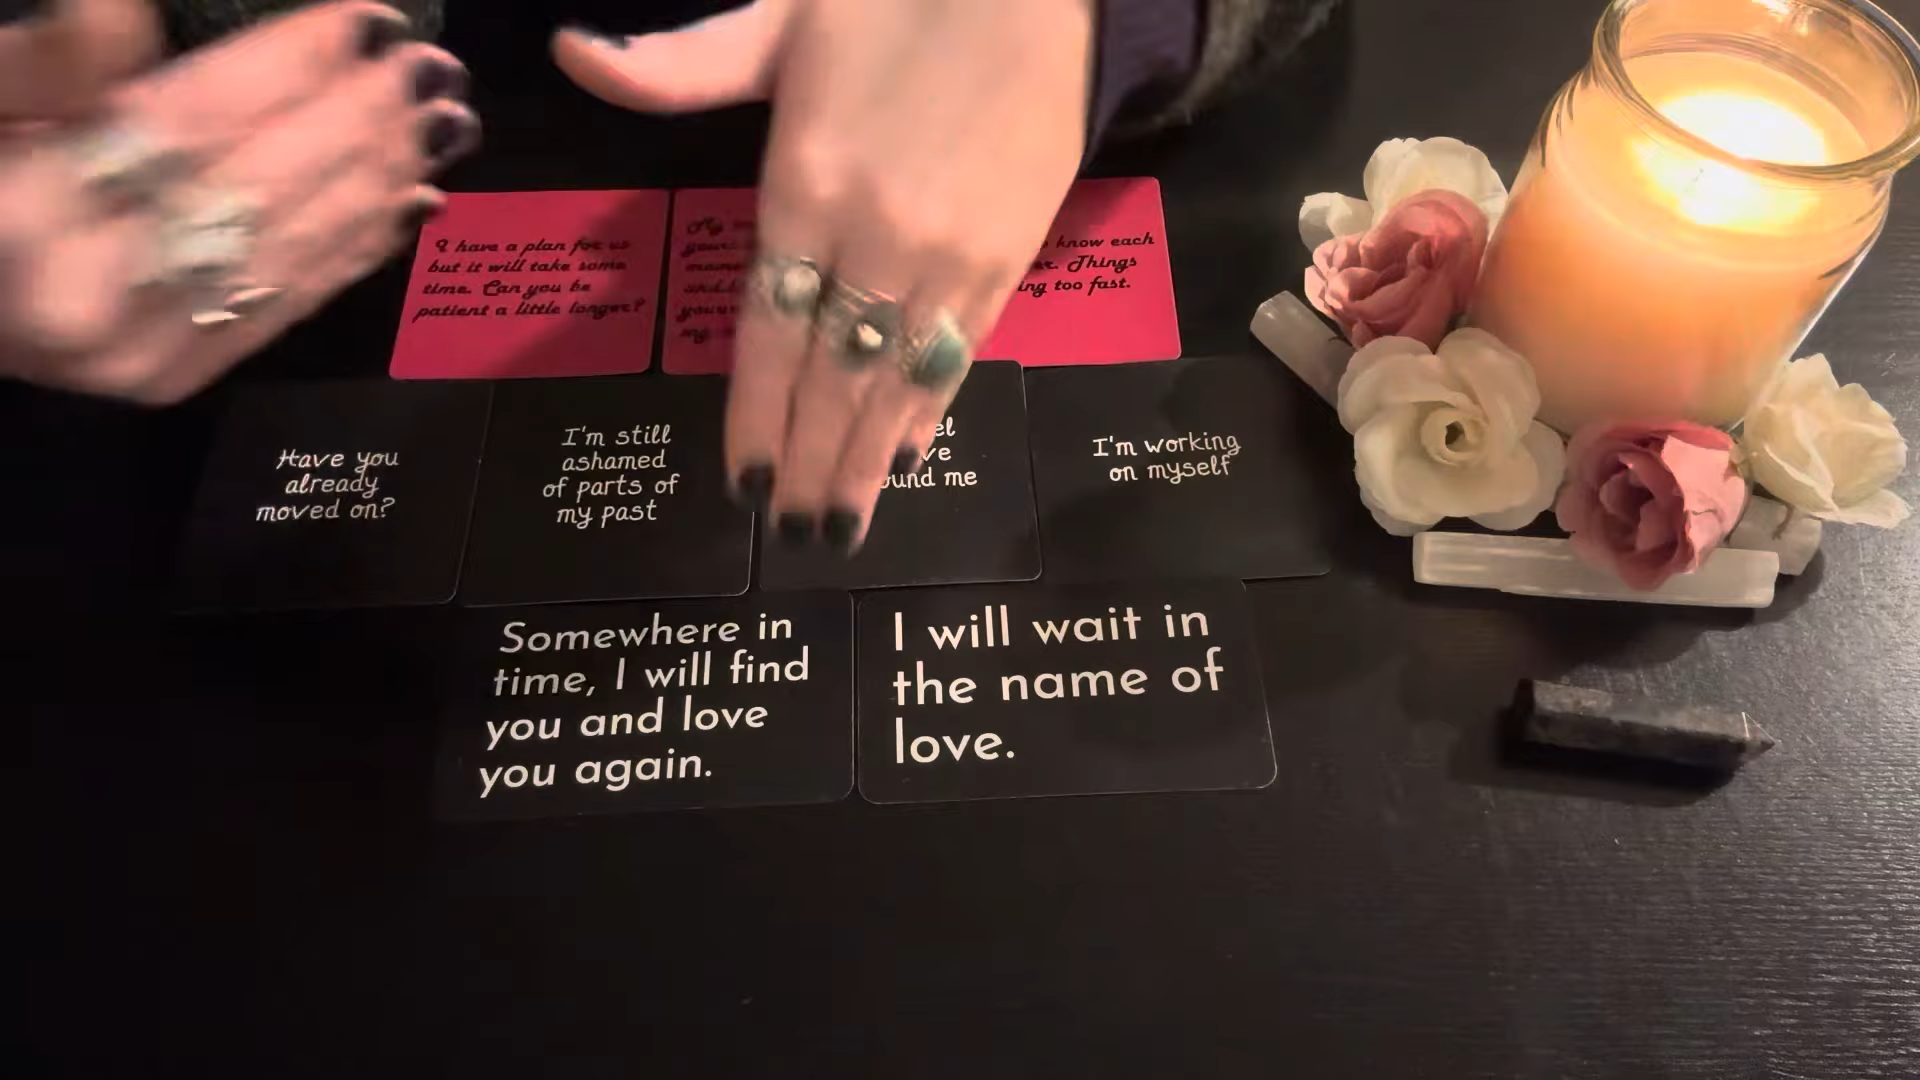 I have a plan for us
but it will take some
time. Can you be
patient a little longer?
My
know each
Things
too fast.
Have you
already
moved on?
I'm still
ashamed
of parts of
my past
me
I'm working
on myself
Somewhere in
time, I will find
you and love
you again.
I will wait in
the name of
love.